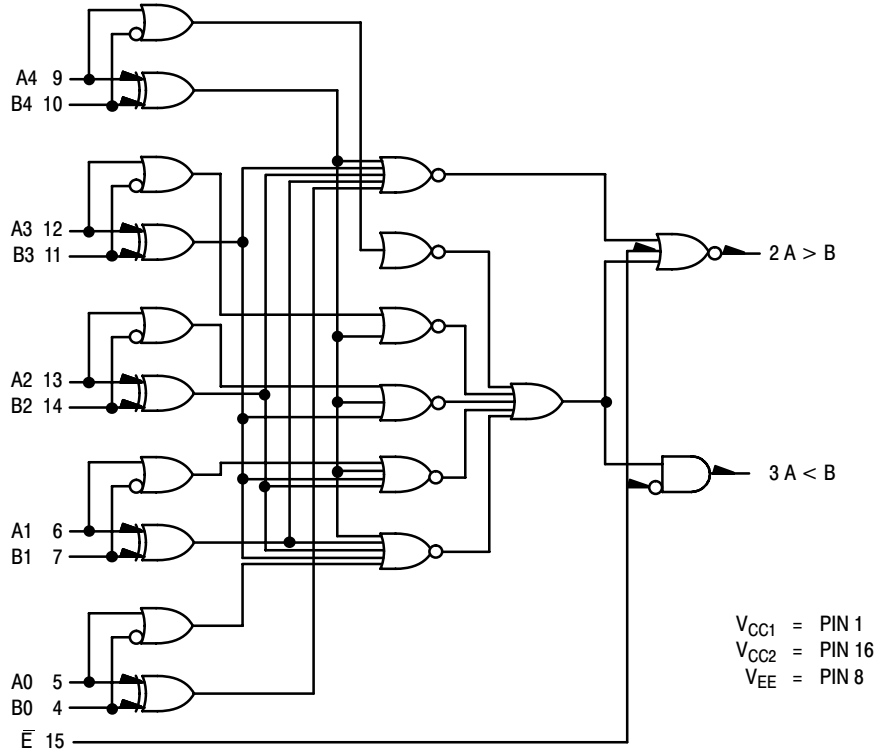 A4 9
B4 10
A3 12
B3 11
2 A > B
A2 13
B2 14
3 A < B
A1 6
B1 7
VCC1 = PIN 1
VCC2 = PIN 16
VEE = PIN 8
A0 5
B0 4
E̅ 15